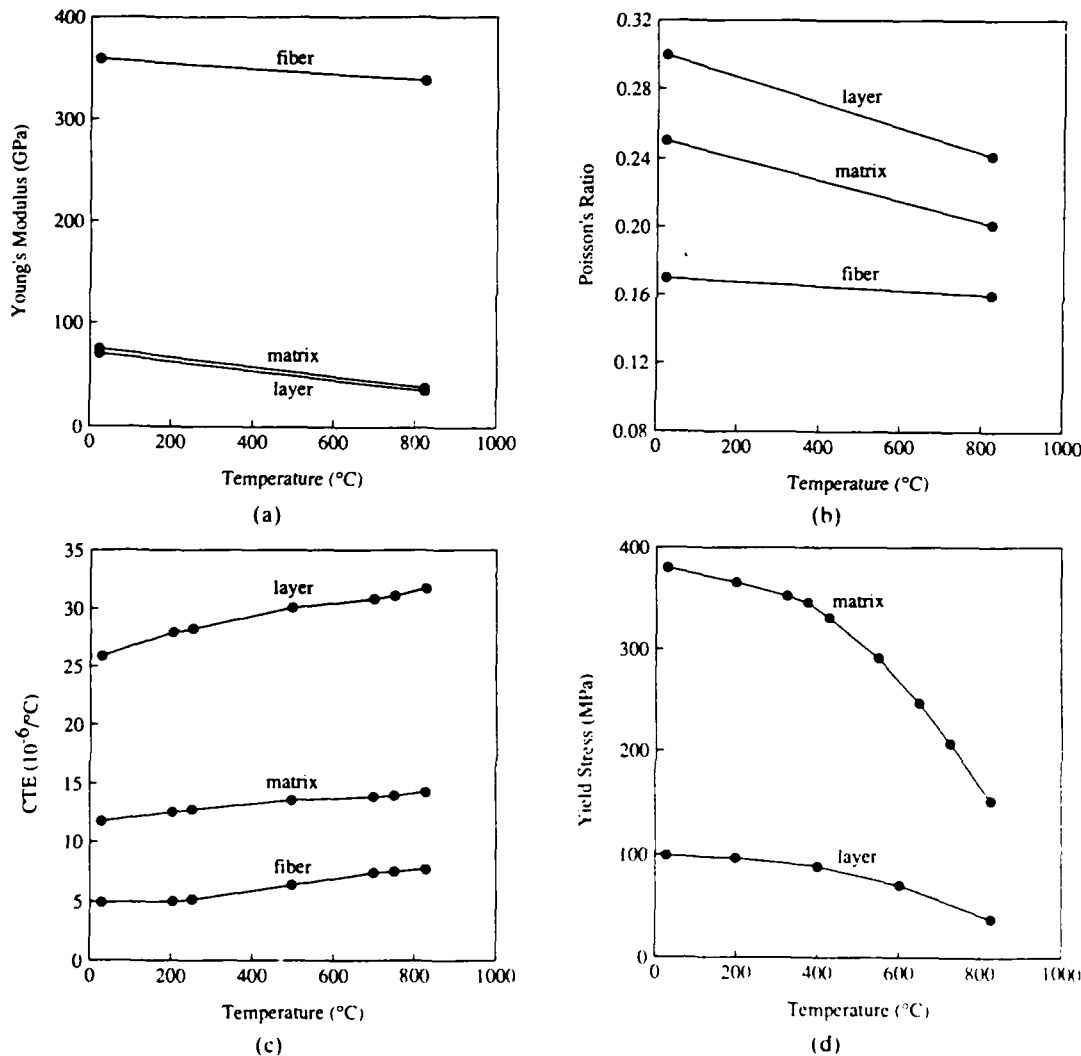 400
fiber
300
200
100
matrix
layer
0
0 200 400 600 800 1000
Young's Modulus (GPa)
Temperature (°C)
(a)
0.32
layer
0.28
matrix
0.24
0.20
fiber
0.16
0.12
0.08
0 200 400 600 800 1000
Poisson's Ratio
Temperature (°C)
(b)
35
layer
30
25
20
matrix
15
10
fiber
5
0
0 200 400 600 800 1000
CTE (10⁻⁶/°C)
Temperature (°C)
(c)
400
matrix
300
200
layer
100
0
0 200 400 600 800 1000
Yield Stress (MPa)
Temperature (°C)
(d)